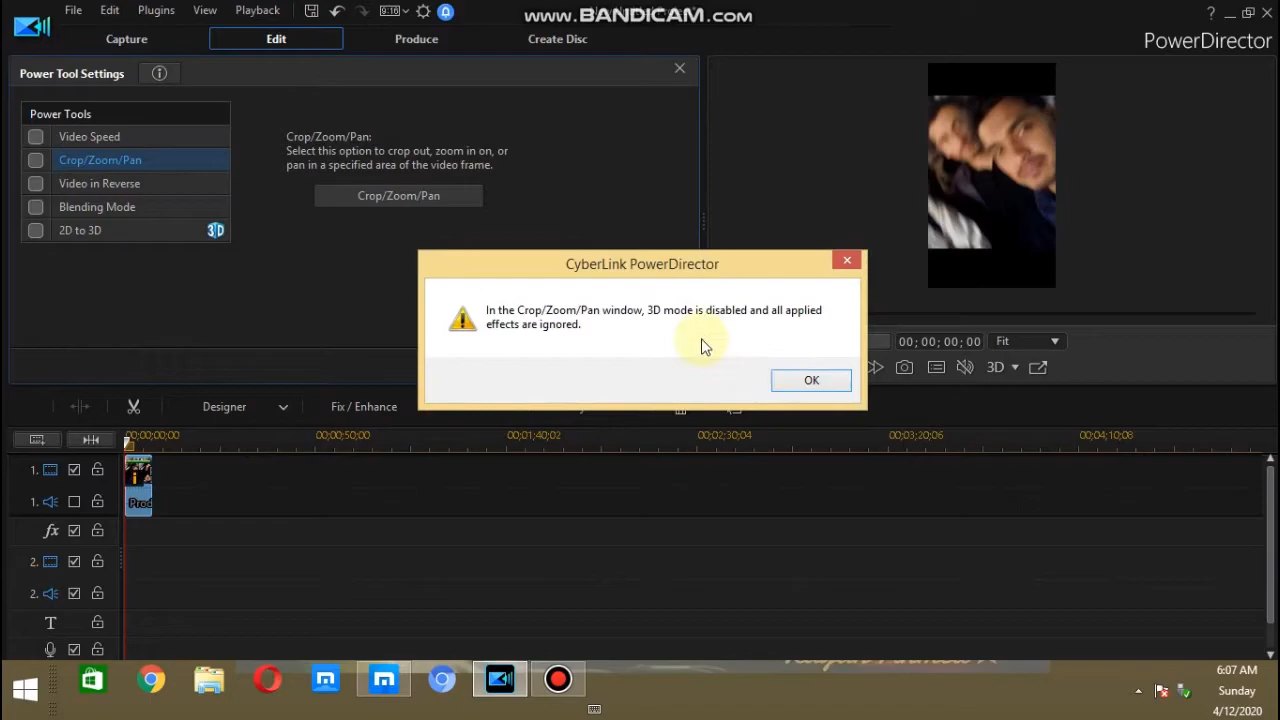 File Edit Plugins View Playback 9:16 www.BANDICAM.com ?
Capture Edit Produce Create Disc PowerDirector
Power Tool Settings i
Power Tools
Video Speed
Crop/Zoom/Pan
Video in Reverse
Blending Mode
2D to 3D 3D
Crop/Zoom/Pan:
Select this option to crop out, zoom in on, or
pan in a specified area of the video frame.
Crop/Zoom/Pan
CyberLink PowerDirector
In the Crop/Zoom/Pan window, 3D mode is disabled and all applied
effects are ignored.
OK
00; 00; 00; 00 Fit
3D
Designer Fix / Enhance
00;00;00;00 00;00;50;00 00;01;40;02 00;02;30;04 00;03;20;06 00;04;10;08
1.
1. Prod
fx
2.
2.
T
6:07 AM
Sunday
4/12/2020